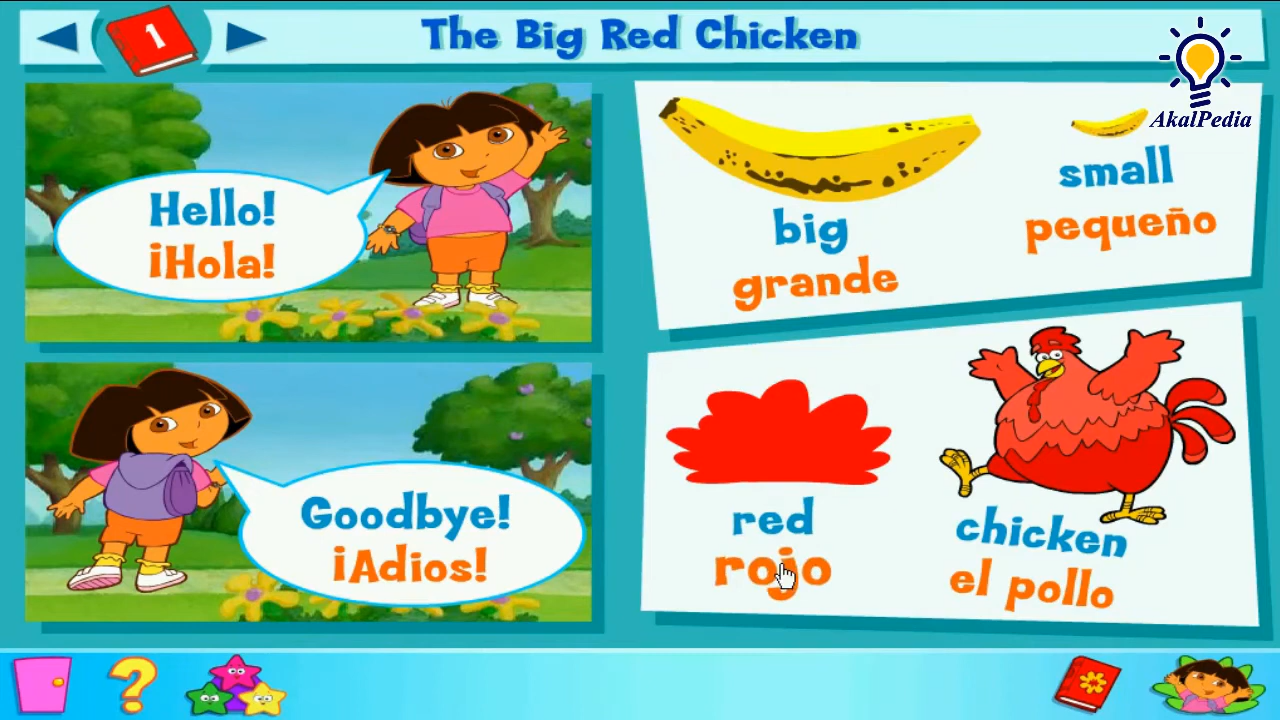 1
The Big Red Chicken
AkalPedia
Hello!
¡Hola!
big
grande
small
pequeño
Goodbye!
¡Adios!
red
rojo
chicken
el pollo
?